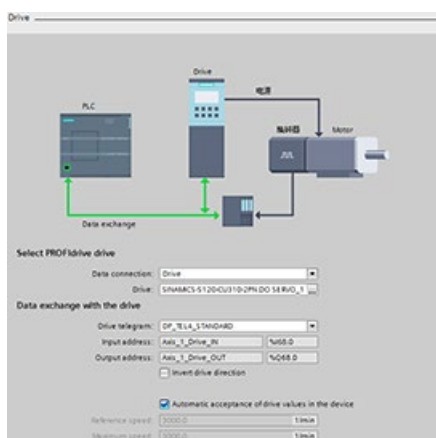 Drive
Drive
PLC
电源
编码器
Motor
Data exchange
Select PROFIdrive drive
Data connection: Drive
Drive: SINAMICS-S120-CU310-2PN.DO SERVO_1 ...
Data exchange with the drive
Drive telegram: DP_TEL4_STANDARD
Input address: Axis_1_Drive_IN %I68.0
Output address: Axis_1_Drive_OUT %Q68.0
Invert drive direction
Automatic acceptance of drive values in the device
Reference speed: 3000.0 1/min
Maximum speed: 3000.0 1/min